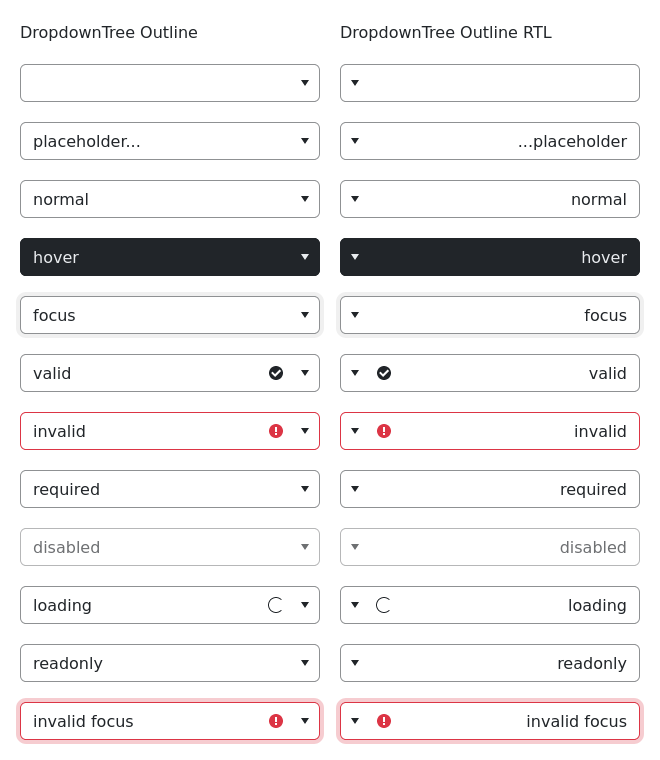 DropdownTree Outline
DropdownTree Outline RTL
placeholder...
...placeholder
normal
normal
hover
hover
focus
focus
valid
valid
invalid
invalid
required
required
disabled
disabled
loading
loading
readonly
readonly
invalid focus
invalid focus